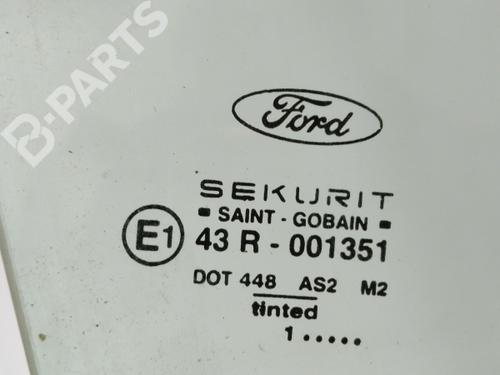 B-PARTS
Ford
SEKURIT
SAINT - GOBAIN
E1 43 R - 001351
DOT 448 AS2 M2
tinted
1 .....